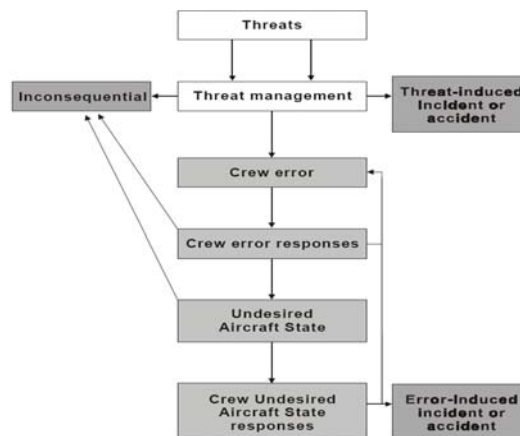 Threats
Inconsequential
Threat management
Threat-induced
Incident or
accident
Crew error
Crew error responses
Undesired
Aircraft State
Crew Undesired
Aircraft State
responses
Error-Induced
incident or
accident